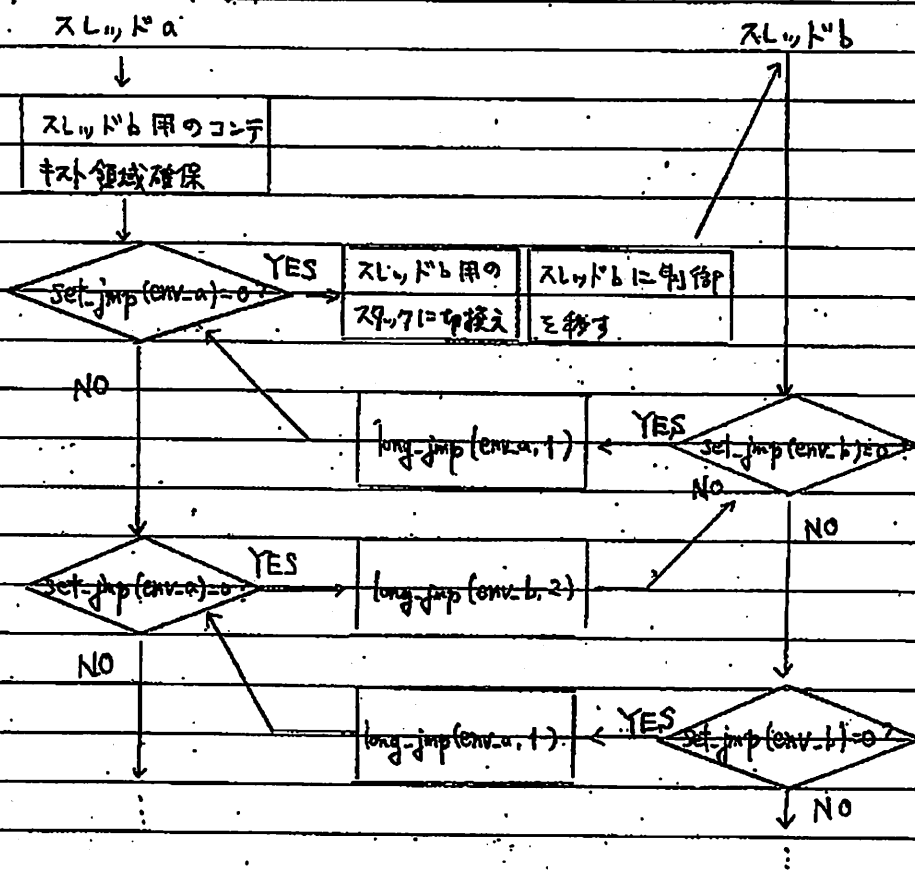 スレッドa
スレッドb
スレッドb用のコンテ
キスト領域確保
set_jmp(env_a)=0?
YES
スレッドb用の
スタックに切換え
スレッドbに制御
を移す
NO
long_jmp(env_a,1)
YES
set_jmp(env_b)=0
NO
NO
set_jmp(env_a)=0
YES
long_jmp(env_b,2)
NO
long_jmp(env_a,1)
YES
set_jmp(env_b)=0?
NO